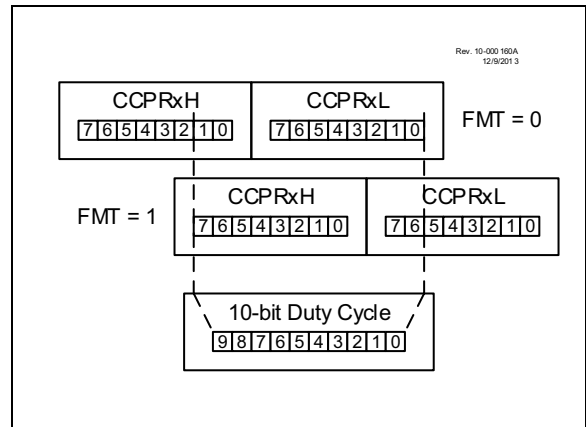 Rev. 10-000 160A
12/9/201 3
CCPRxH CCPRxL
7 6 5 4 3 2 1 0 7 6 5 4 3 2 1 0 FMT = 0
CCPRxH CCPRxL
FMT = 1 7 6 5 4 3 2 1 0 7 6 5 4 3 2 1 0
10-bit Duty Cycle
9 8 7 6 5 4 3 2 1 0